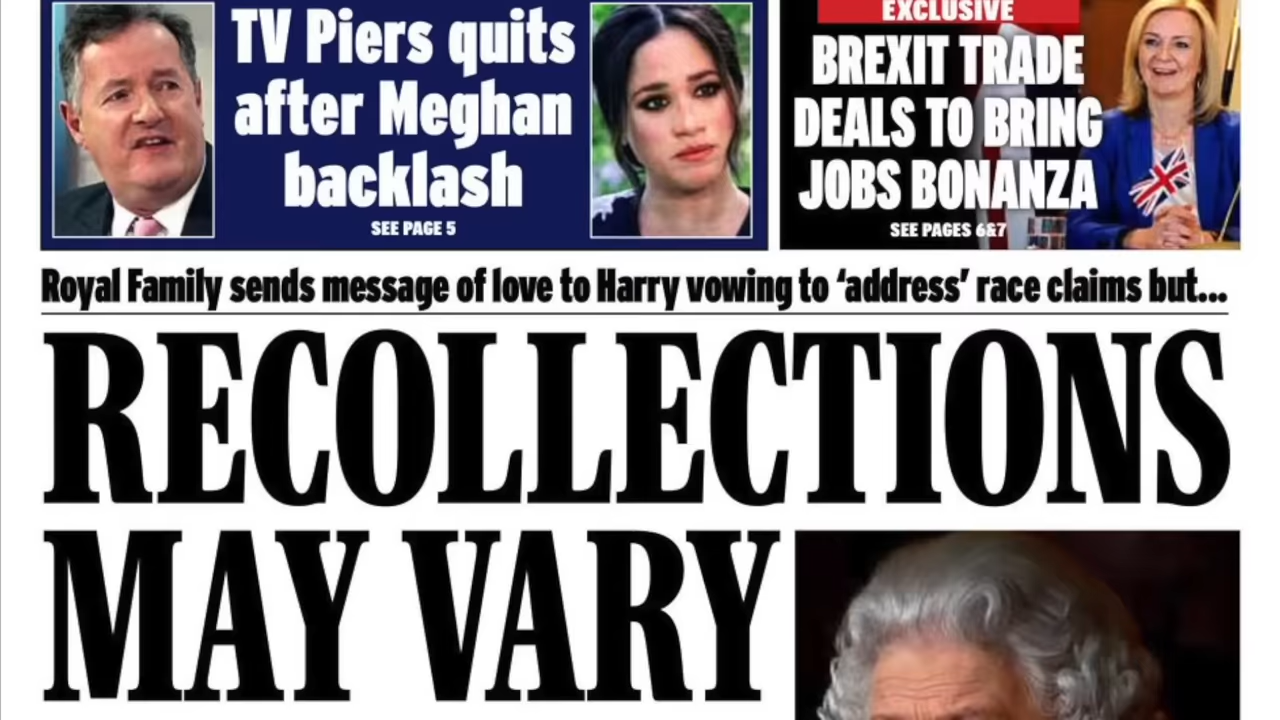 TV Piers quits
after Meghan
backlash
SEE PAGE 5
EXCLUSIVE
BREXIT TRADE
DEALS TO BRING
JOBS BONANZA
SEE PAGES 6&7
Royal Family sends message of love to Harry vowing to ‘address’ race claims but...
RECOLLECTIONS
MAY VARY